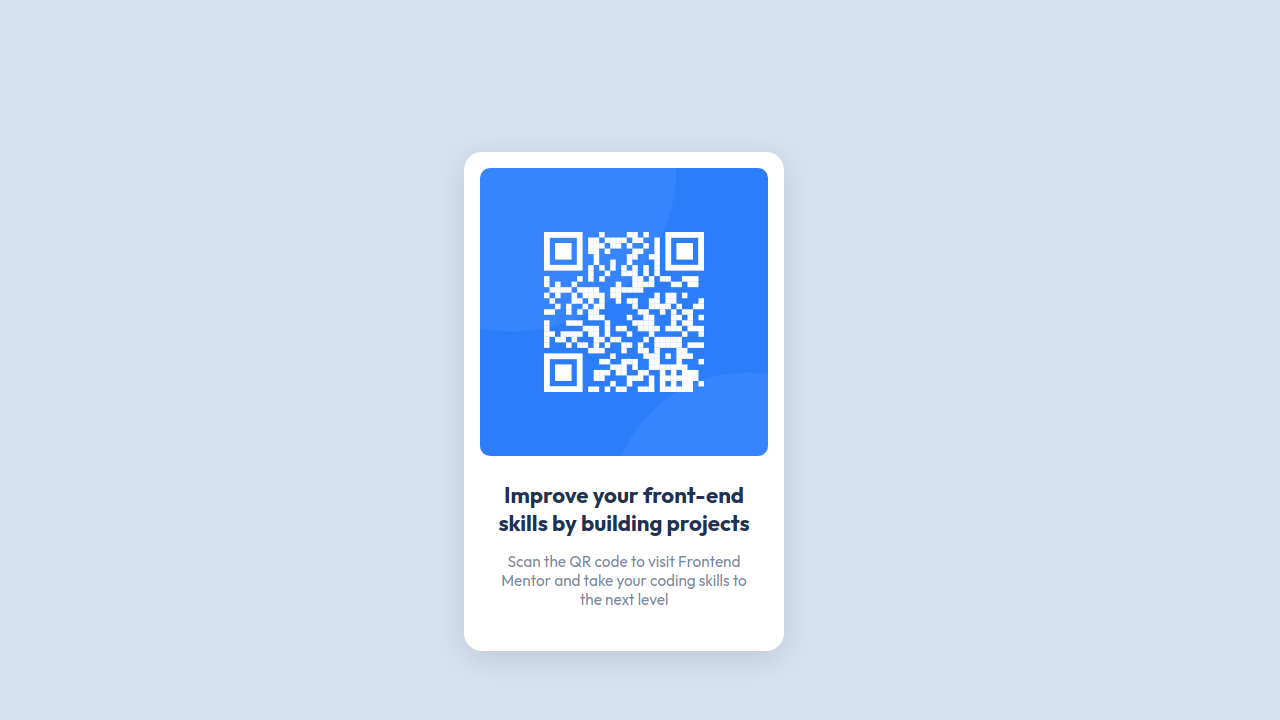 Improve your front-end
skills by building projects
Scan the QR code to visit Frontend
Mentor and take your coding skills to
the next level